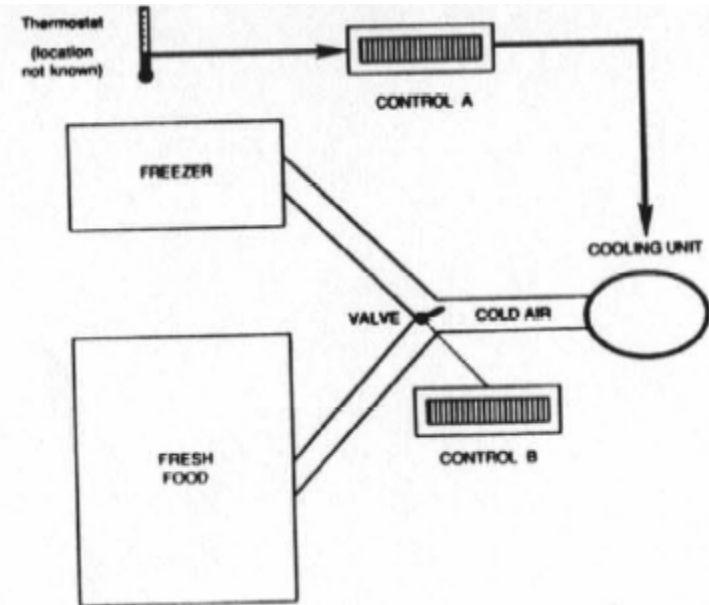 Thermostat
(location
not known)
CONTROL A
FREEZER
COOLING UNIT
VALVE
COLD AIR
FRESH
FOOD
CONTROL B